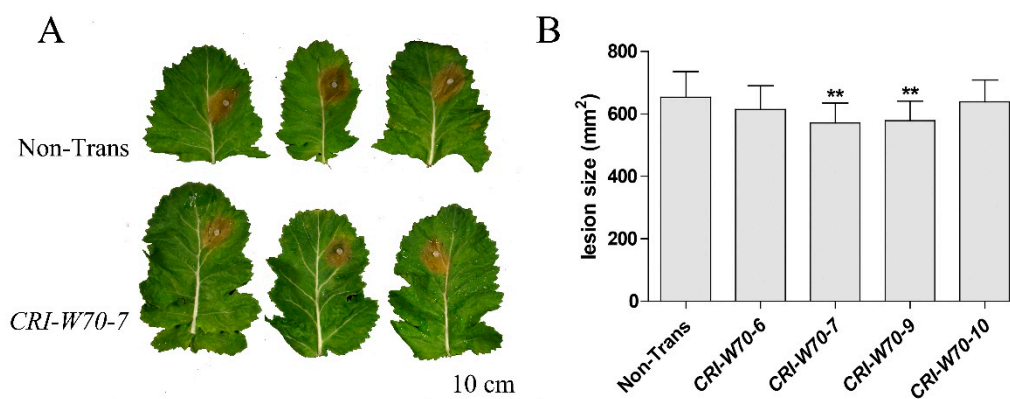 A
Non-Trans
CRI-W70-7
10 cm
B
lesion size (mm²)
800
600
400
200
0
** **
Non-Trans
CRI-W70-6
CRI-W70-7
CRI-W70-9
CRI-W70-10